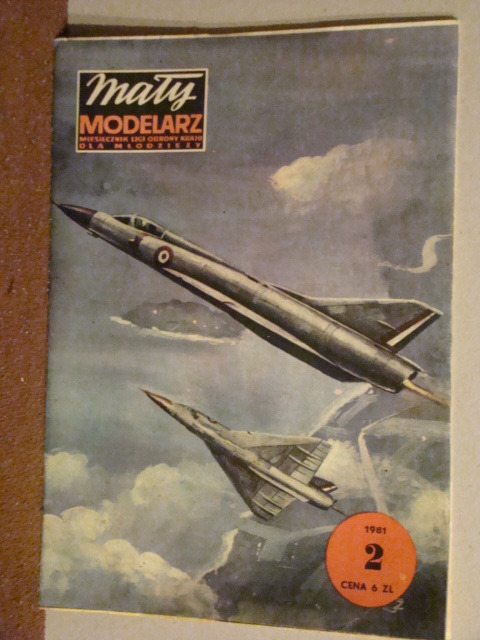 mały
MODELARZ
MIESIĘCZNIK LIGI OBRONY KRAJU
DLA MŁODZIEŻY
1981
2
CENA 6 ZŁ